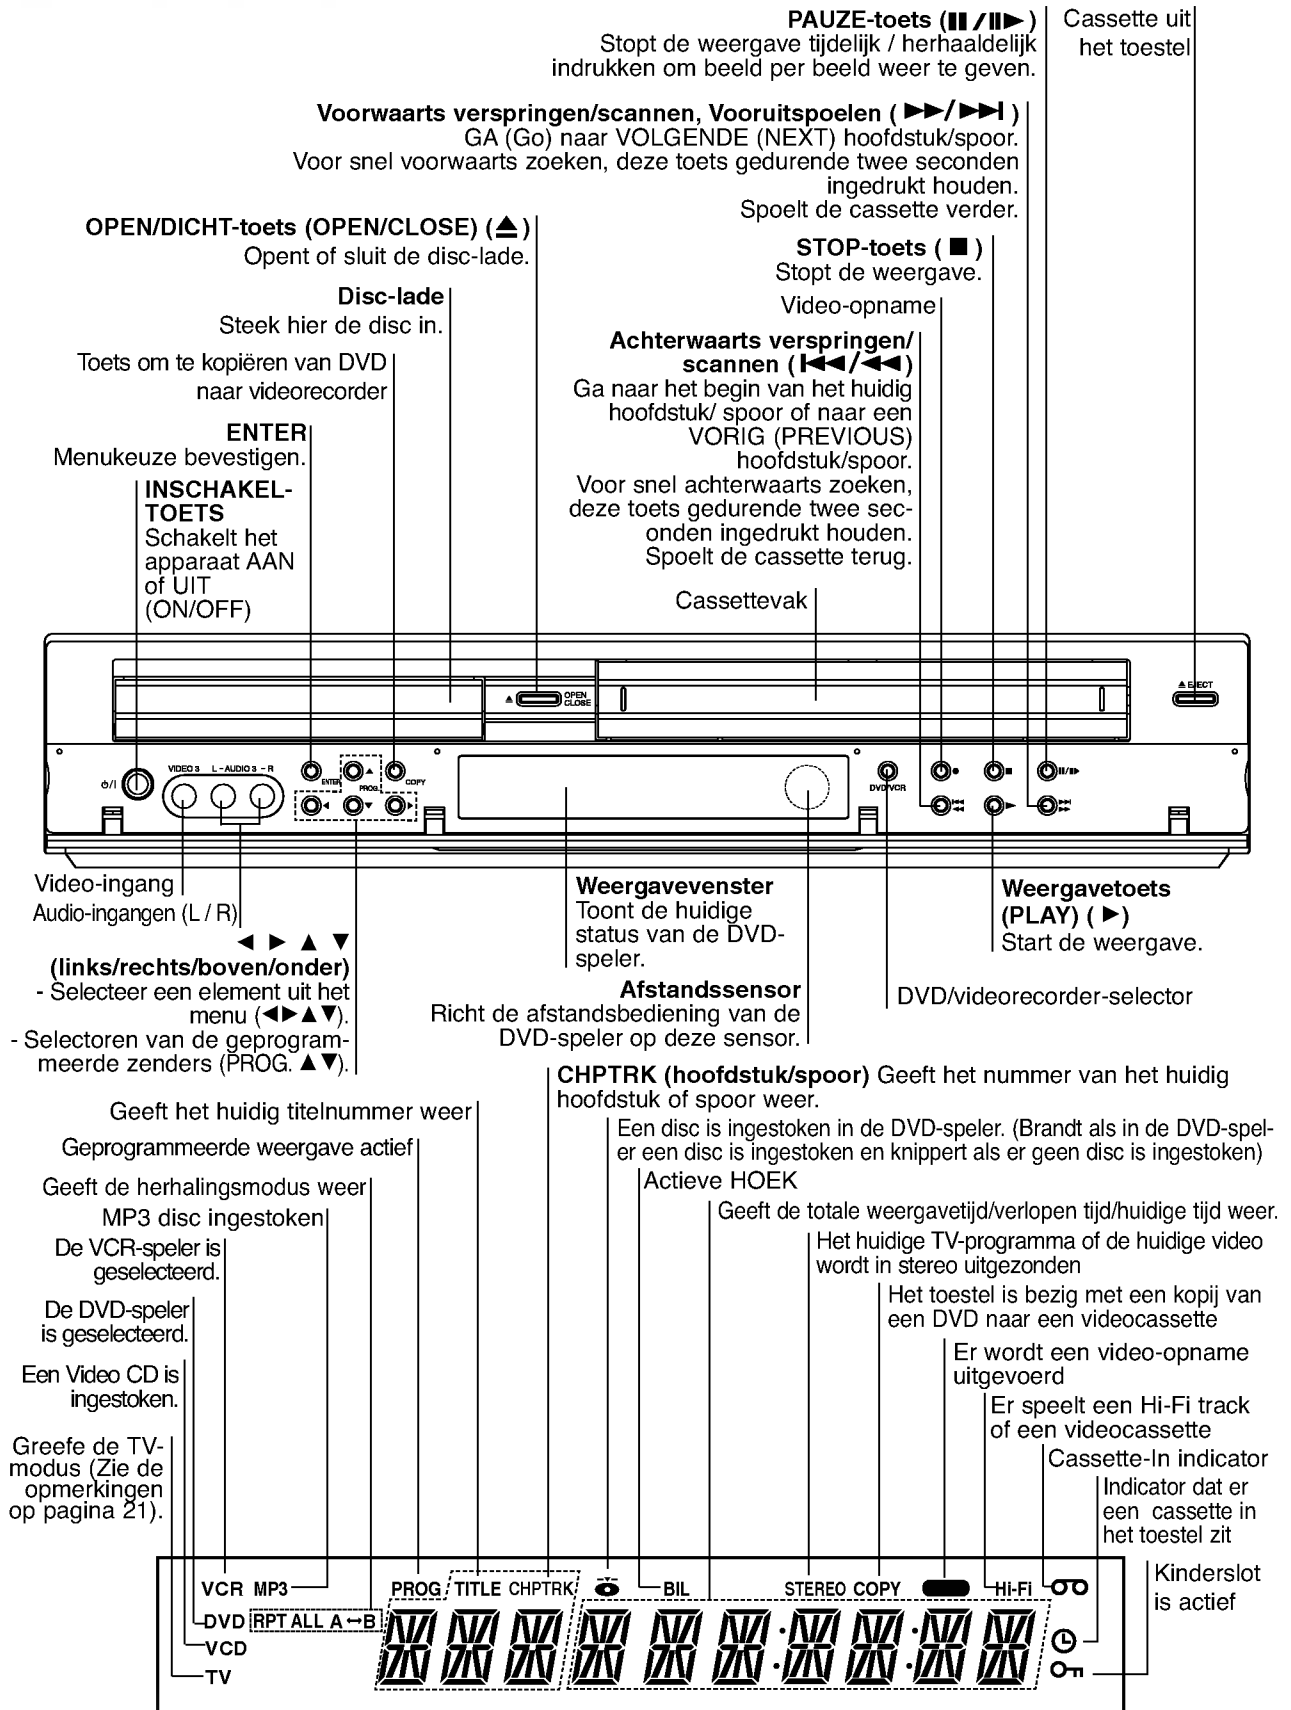 PAUZE-toets (▮▮ / ▮▮▶)
Stopt de weergave tijdelijk / herhaaldelijk
indrukken om beeld per beeld weer te geven.
Cassette uit
het toestel
Voorwaarts verspringen/scannen, Vooruitspoelen ( ▶▶/▶▶▎)
GA (Go) naar VOLGENDE (NEXT) hoofdstuk/spoor.
Voor snel voorwaarts zoeken, deze toets gedurende twee seconden
ingedrukt houden.
Spoelt de cassette verder.
OPEN/DICHT-toets (OPEN/CLOSE) (⏏)
Opent of sluit de disc-lade.
STOP-toets ( ■ )
Stopt de weergave.
Disc-lade
Steek hier de disc in.
Video-opname
Toets om te kopiëren van DVD
naar videorecorder
Achterwaarts verspringen/
scannen (▎◀◀/◀◀)
Ga naar het begin van het huidig
hoofdstuk/ spoor of naar een
VORIG (PREVIOUS)
hoofdstuk/spoor.
Voor snel achterwaarts zoeken,
deze toets gedurende twee sec-
onden ingedrukt houden.
Spoelt de cassette terug.
ENTER
Menukeuze bevestigen.
INSCHAKEL-
TOETS
Schakelt het
apparaat AAN
of UIT
(ON/OFF)
Cassettevak
⏏ OPEN
CLOSE
⏏ EJECT
⏻/I
VIDEO 3 L - AUDIO 3 - R
ENTER
▲
PROG.
◀ ▼ ▶
COPY
DVD/VCR
● ■ ▮▮/▮▶
▎◀◀
◀◀
▶
▶▶▎
▶▶
Video-ingang
Audio-ingangen (L / R)
◀ ▶ ▲ ▼
(links/rechts/boven/onder)
- Selecteer een element uit het
menu (◀▶▲▼).
- Selectoren van de geprogram-
meerde zenders (PROG. ▲▼).
Weergavevenster
Toont de huidige
status van de DVD-
speler.
Afstandssensor
Richt de afstandsbediening van de
DVD-speler op deze sensor.
Weergavetoets
(PLAY) ( ▶)
Start de weergave.
DVD/videorecorder-selector
CHPTRK (hoofdstuk/spoor) Geeft het nummer van het huidig
hoofdstuk of spoor weer.
Geeft het huidig titelnummer weer
Een disc is ingestoken in de DVD-speler. (Brandt als in de DVD-spel-
er een disc is ingestoken en knippert als er geen disc is ingestoken)
Geprogrammeerde weergave actief
Actieve HOEK
Geeft de herhalingsmodus weer
Geeft de totale weergavetijd/verlopen tijd/huidige tijd weer.
MP3 disc ingestoken
Het huidige TV-programma of de huidige video
wordt in stereo uitgezonden
De VCR-speler is
geselecteerd.
Het toestel is bezig met een kopij van
een DVD naar een videocassette
De DVD-speler
is geselecteerd.
Er wordt een video-opname
uitgevoerd
Een Video CD is
ingestoken.
Er speelt een Hi-Fi track
of een videocassette
Greefe de TV-
modus (Zie de
opmerkingen
op pagina 21).
Cassette-In indicator
Indicator dat er
een cassette in
het toestel zit
Kinderslot
is actief
VCR MP3 PROG TITLE CHPTRK BIL STEREO COPY Hi-Fi
DVD RPT ALL A↔B
VCD
TV